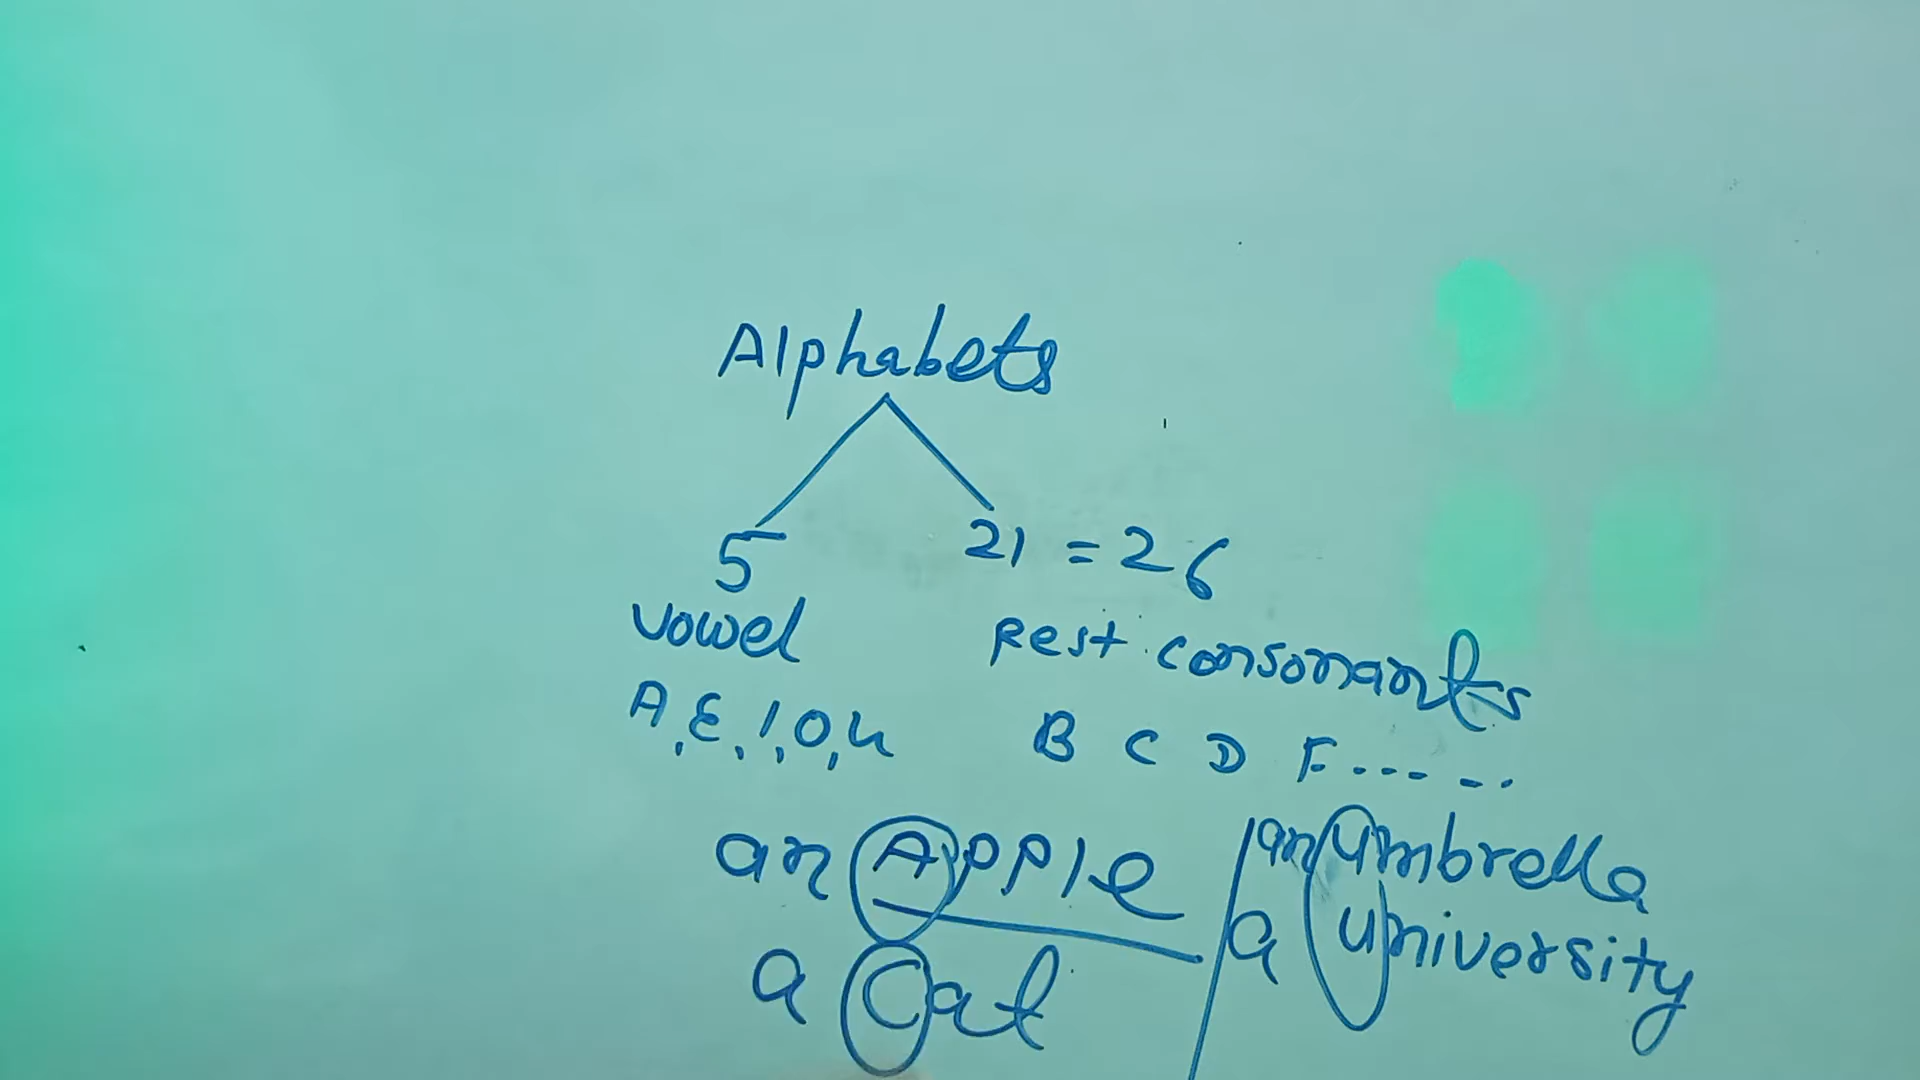 Alphabets
5 21 = 26
Vowel Rest consonants
A, E, I, O, U B C D F.... ..
an Apple / an Umbrella
a Cat / a University